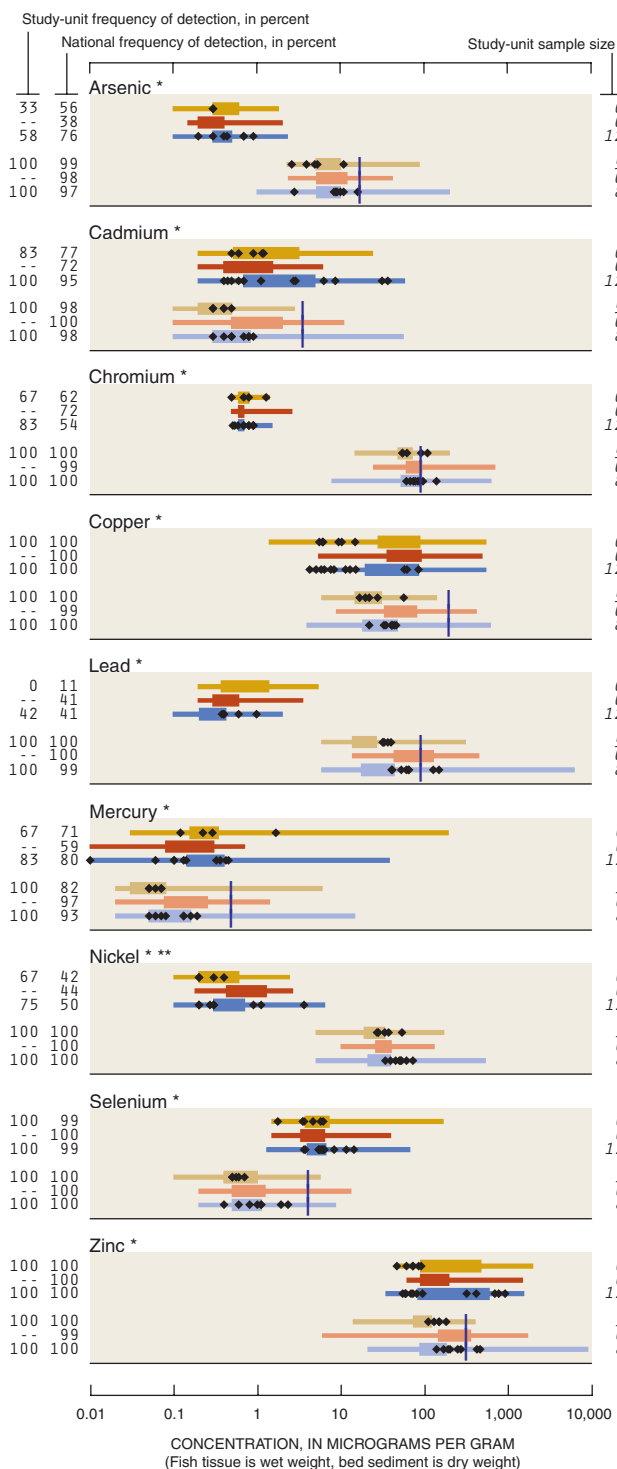 Study-unit frequency of detection, in percent
National frequency of detection, in percent
Study-unit sample size
Arsenic *
33 56
-- 38
58 76 12
100 99
-- 98
100 97
Cadmium *
83 77
-- 72
100 95 12
100 98
-- 100
100 98
Chromium *
67 62
-- 72
83 54 12
100 100
-- 99
100 100
Copper *
100 100
-- 100
100 100 12
100 100
-- 99
100 100
Lead *
0 11
-- 41
42 41 12
100 100
-- 100
100 99
Mercury *
67 71
-- 59
83 80
100 82
-- 97
100 93
Nickel * **
67 42
-- 44
75 50
100 100
-- 100
100 100
Selenium *
100 99
-- 100
100 99
100 100
-- 100
100 100
Zinc *
100 100
-- 100
100 100
100 100
-- 99
100 100
0.01 0.1 1 10 100 1,000 10,000
CONCENTRATION, IN MICROGRAMS PER GRAM
(Fish tissue is wet weight, bed sediment is dry weight)